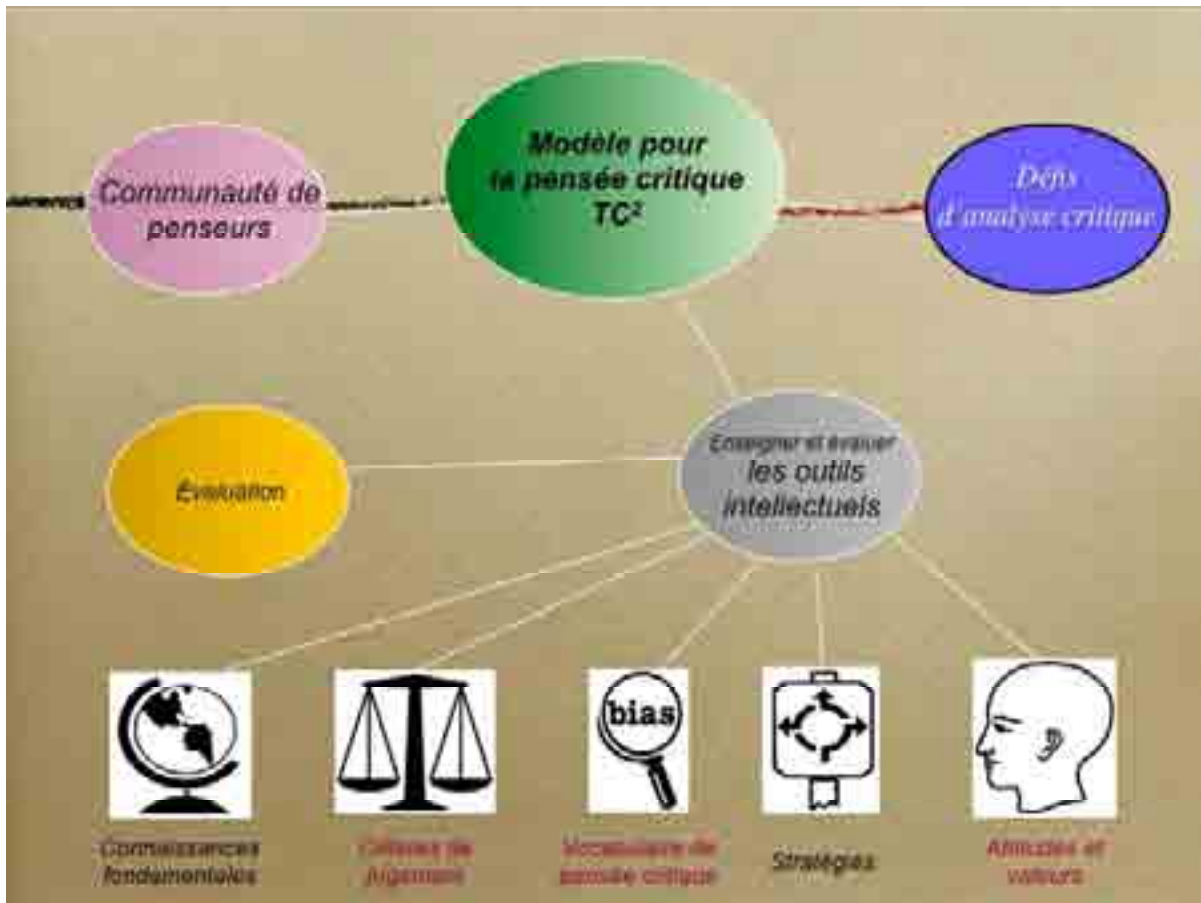 Modèle pour
la pensée critique
TC²
Communauté de
penseurs
Défis
d'analyse critique
Évaluation
Enseigner et évaluer
les outils
intellectuels
bias
Connaissances
fondamentales
Critères de
jugement
Vocabulaire de
pensée critique
Stratégies
Attitudes et
valeurs